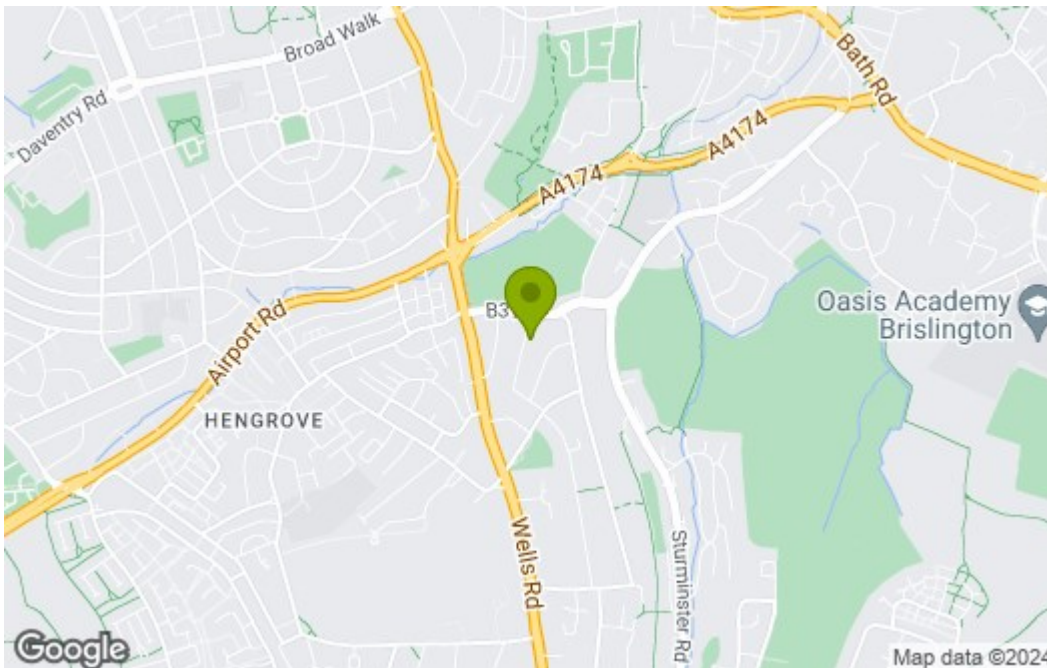 Broad Walk
Daventry Rd
Bath Rd
A4174
A4174
Oasis Academy
Brislington
Airport Rd
HENGROVE
Wells Rd
Sturminster Rd
Google
Map data ©2024